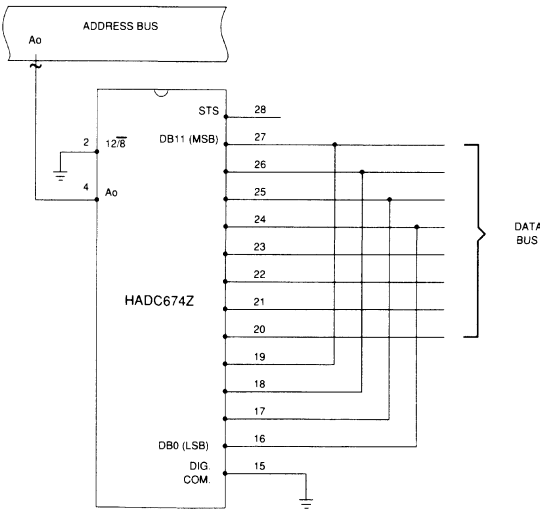 ADDRESS BUS
Ao
STS 28
2 12/8̅ DB11 (MSB) 27
26
4 Ao 25
24 DATA
BUS
23
22
HADC674Z 21
20
19
18
17
DB0 (LSB) 16
DIG. 15
COM.